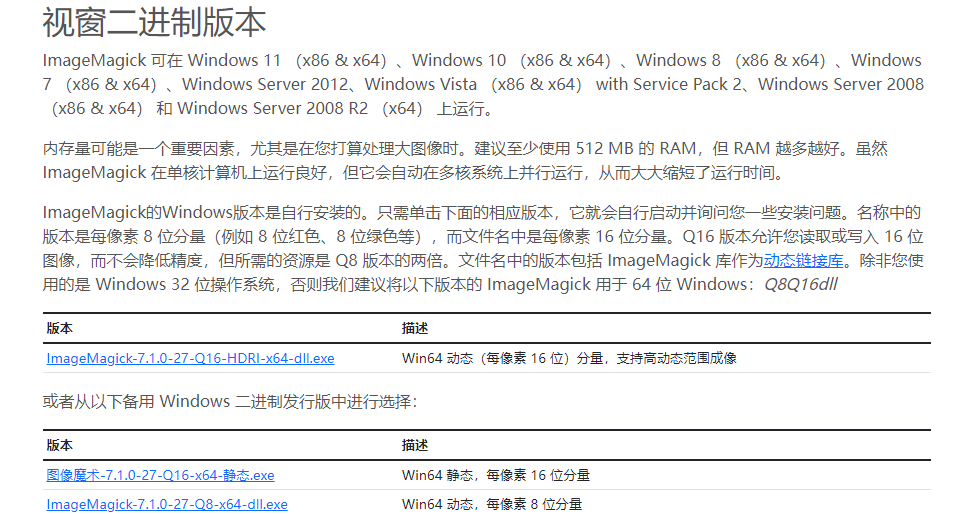 视窗二进制版本
ImageMagick 可在 Windows 11 （x86 & x64）、Windows 10 （x86 & x64）、Windows 8 （x86 & x64）、Windows
7 （x86 & x64）、Windows Server 2012、Windows Vista （x86 & x64） with Service Pack 2、Windows Server 2008
（x86 & x64） 和 Windows Server 2008 R2 （x64） 上运行。
内存量可能是一个重要因素，尤其是在您打算处理大图像时。建议至少使用 512 MB 的 RAM，但 RAM 越多越好。虽然
ImageMagick 在单核计算机上运行良好，但它会自动在多核系统上并行运行，从而大大缩短了运行时间。
ImageMagick的Windows版本是自行安装的。只需单击下面的相应版本，它就会自行启动并询问您一些安装问题。名称中的
版本是每像素 8 位分量（例如 8 位红色、8 位绿色等），而文件名中是每像素 16 位分量。Q16 版本允许您读取或写入 16 位
图像，而不会降低精度，但所需的资源是 Q8 版本的两倍。文件名中的版本包括 ImageMagick 库作为动态链接库。除非您使
用的是 Windows 32 位操作系统，否则我们建议将以下版本的 ImageMagick 用于 64 位 Windows：Q8Q16dll
版本 描述
ImageMagick-7.1.0-27-Q16-HDRI-x64-dll.exe Win64 动态（每像素 16 位）分量，支持高动态范围成像
或者从以下备用 Windows 二进制发行版中进行选择：
版本 描述
图像魔术-7.1.0-27-Q16-x64-静态.exe Win64 静态，每像素 16 位分量
ImageMagick-7.1.0-27-Q8-x64-dll.exe Win64 动态，每像素 8 位分量